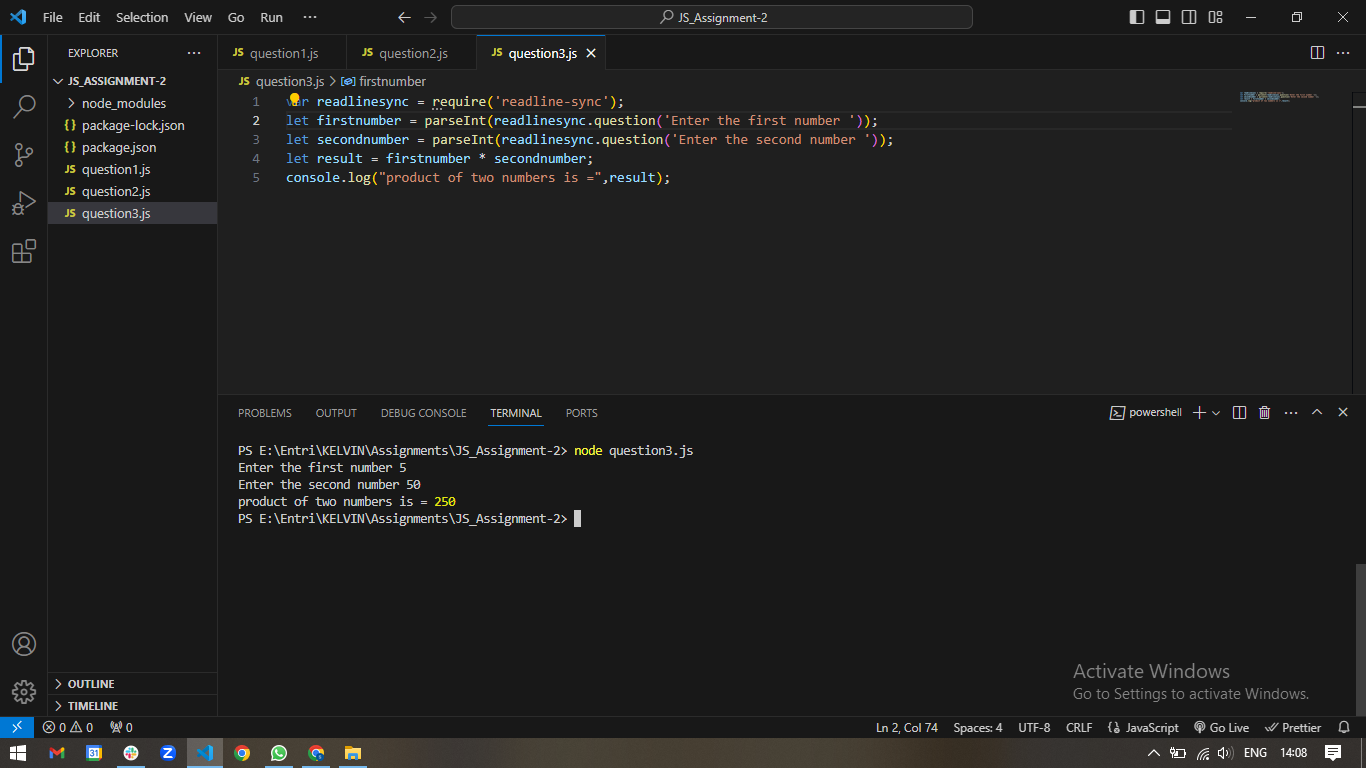 File Edit Selection View Go Run ··· JS_Assignment-2
EXPLORER ···
JS_ASSIGNMENT-2
node_modules
{} package-lock.json
{} package.json
JS question1.js
JS question2.js
JS question3.js
OUTLINE
TIMELINE
JS question1.js JS question2.js JS question3.js
JS question3.js > firstnumber
1 var readlinesync = require('readline-sync');
2 let firstnumber = parseInt(readlinesync.question('Enter the first number '));
3 let secondnumber = parseInt(readlinesync.question('Enter the second number '));
4 let result = firstnumber * secondnumber;
5 console.log("product of two numbers is =",result);
PROBLEMS OUTPUT DEBUG CONSOLE TERMINAL PORTS powershell
PS E:\Entri\KELVIN\Assignments\JS_Assignment-2> node question3.js
Enter the first number 5
Enter the second number 50
product of two numbers is = 250
PS E:\Entri\KELVIN\Assignments\JS_Assignment-2>
Activate Windows
Go to Settings to activate Windows.
0 0 0 Ln 2, Col 74 Spaces: 4 UTF-8 CRLF {} JavaScript Go Live Prettier
31 Z ENG 14:08